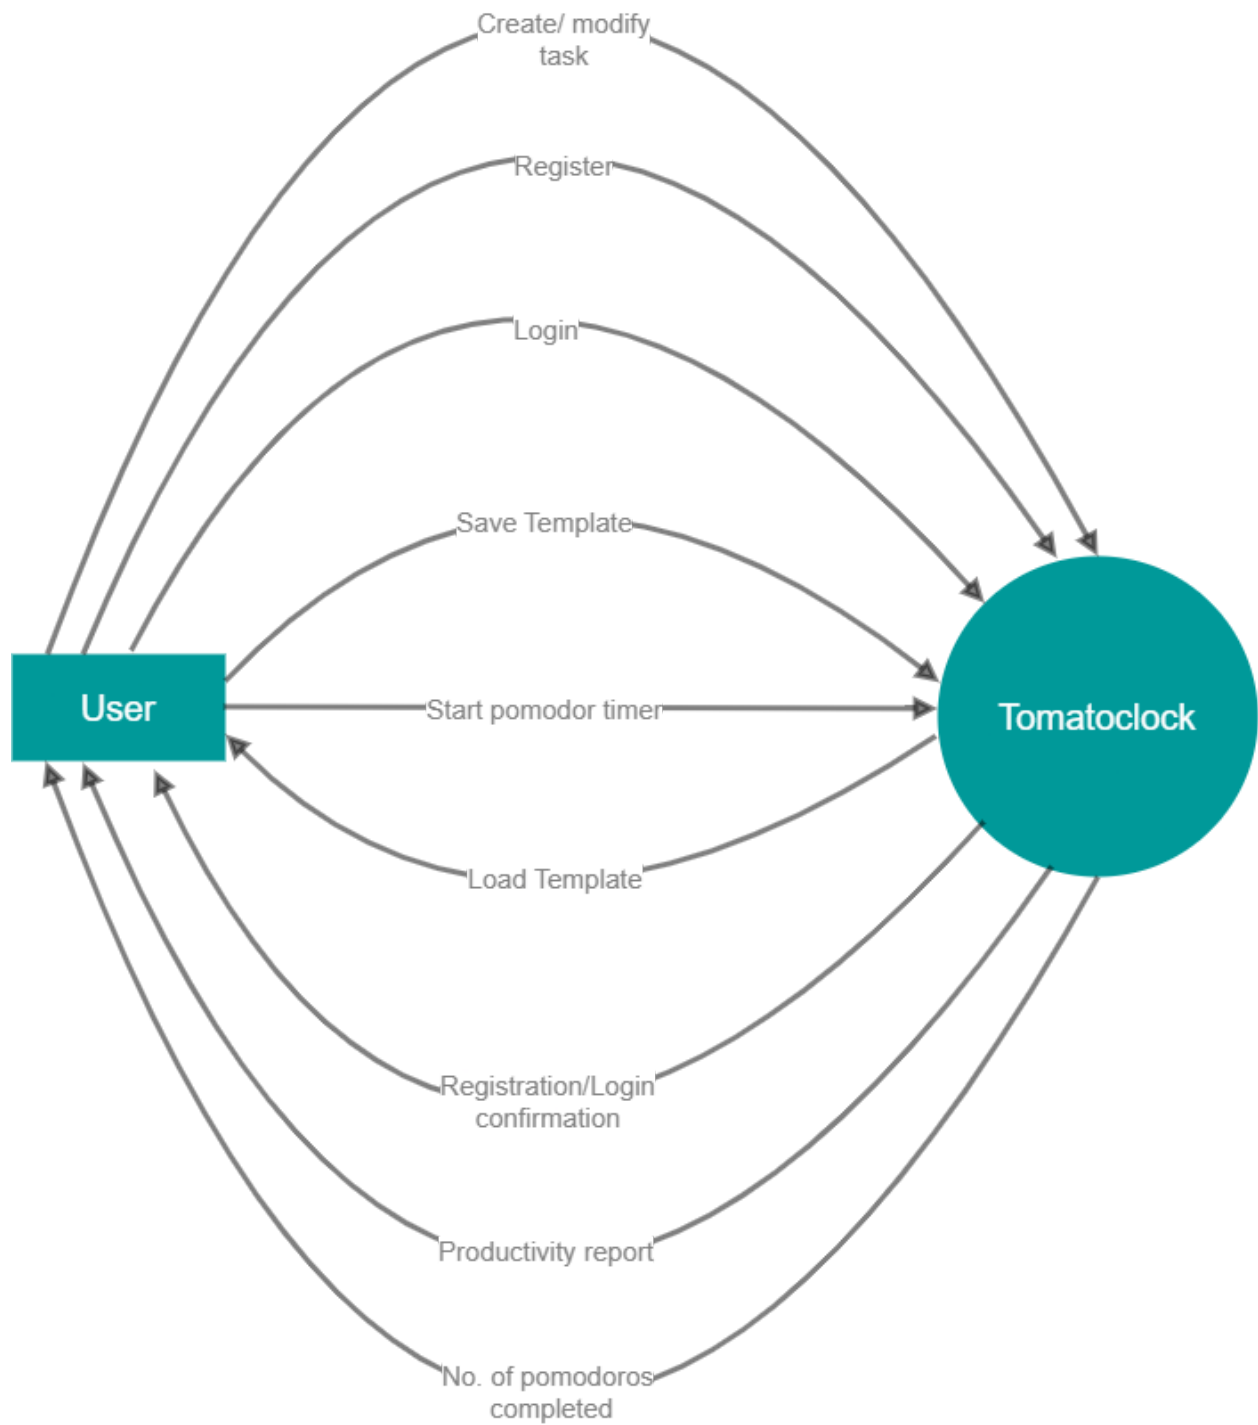 Create/ modify
task
Register
Login
Save Template
User
Start pomodor timer
Tomatoclock
Load Template
Registration/Login
confirmation
Productivity report
No. of pomodoros
completed